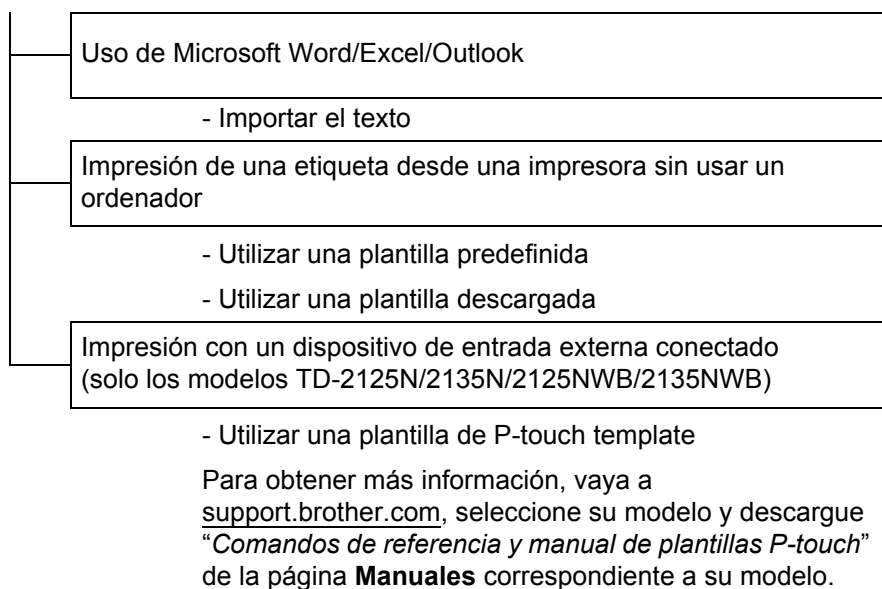 Uso de Microsoft Word/Excel/Outlook
- Importar el texto
Impresión de una etiqueta desde una impresora sin usar un
ordenador
- Utilizar una plantilla predefinida
- Utilizar una plantilla descargada
Impresión con un dispositivo de entrada externa conectado
(solo los modelos TD-2125N/2135N/2125NWB/2135NWB)
- Utilizar una plantilla de P-touch template
Para obtener más información, vaya a
support.brother.com, seleccione su modelo y descargue
“Comandos de referencia y manual de plantillas P-touch”
de la página Manuales correspondiente a su modelo.